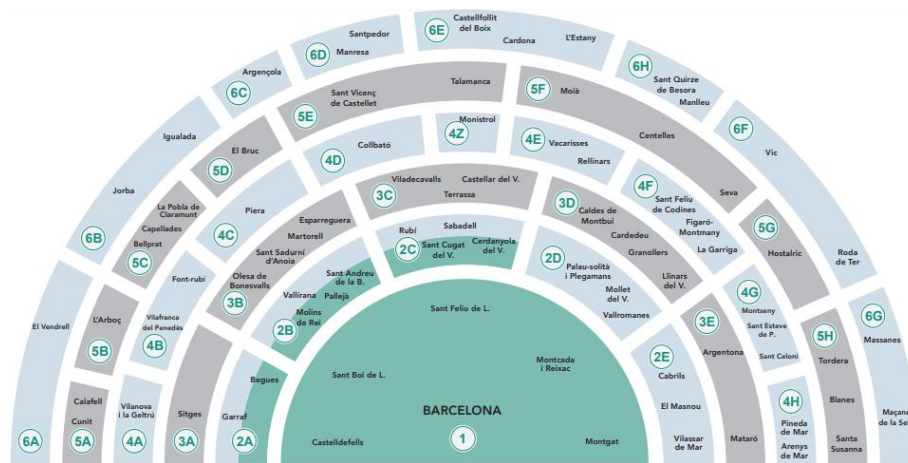 6E
Castellfollit
del Boix
Cardona
L'Estany
6D
Santpedor
Manresa
6H
Sant Quirze
de Besora
Manlleu
6C
Argençola
5E
Sant Vicenç
de Castellet
Talamanca
5F
Moià
Centelles
Seva
6F
Vic
Roda
de Ter
Igualada
Jorba
6B
5D
El Bruc
4D
Collbató
4Z
Monistrol
4E
Vacarisses
Rellinars
4F
Sant Feliu
de Codines
Figaró-
Montmany
La Garriga
5G
Hostalric
La Pobla de
Claramunt
Capellades
Bellprat
5C
Piera
4C
3C
Viladecavalls
Castellar del V.
Terrassa
3D
Caldes de
Montbui
Cardedeu
Granollers
Llinars
del V.
Esparreguera
Martorell
Sant Sadurní
d'Anoia
Olesa de
Bonesvalls
3B
Rubí
Sabadell
2C
Sant Cugat
del V.
Cerdanyola
del V.
2D
Palau-solità
i Plegamans
Mollet
del V.
Vallromanes
Font-rubí
Vilafranca
del Penedès
4B
Sant Andreu
de la B.
Vallirana
Pallejà
Molins
de Rei
2B
4G
Montseny
Sant Esteve
de P.
Sant Celoni
6G
Massanes
Maçane
de la Sel
El Vendrell
6A
L'Arboç
5B
Calafell
Cunit
5A
Vilanova
i la Geltrú
4A
Sitges
3A
Begues
Garraf
2A
Sant Feliu de L.
Montcada
i Reixac
Sant Boi de L.
BARCELONA
1
Castelldefells
Montgat
2E
Cabrils
El Masnou
Vilassar
de Mar
3E
Argentona
Mataró
4H
Pineda
de Mar
Arenys
de Mar
5H
Tordera
Blanes
Santa
Susanna